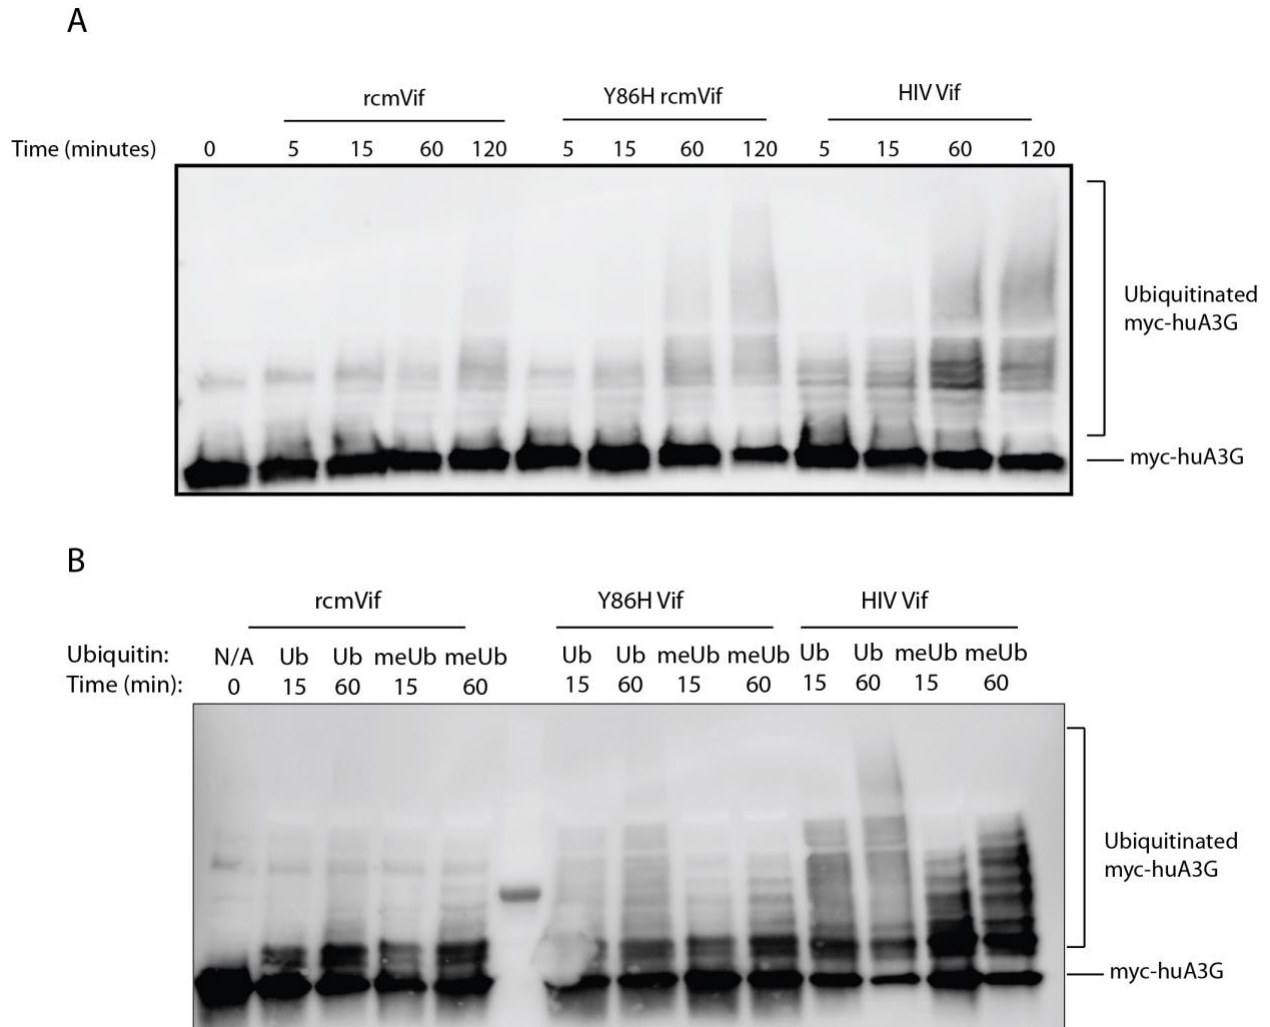 A
rcmVif Y86H rcmVif HIV Vif
Time (minutes) 0 5 15 60 120 5 15 60 120 5 15 60 120
Ubiquitinated
myc-huA3G
myc-huA3G
B
rcmVif Y86H Vif HIV Vif
Ubiquitin: N/A Ub Ub meUb meUb Ub Ub meUb meUb Ub Ub meUb meUb
Time (min): 0 15 60 15 60 15 60 15 60 15 60 15 60
Ubiquitinated
myc-huA3G
myc-huA3G